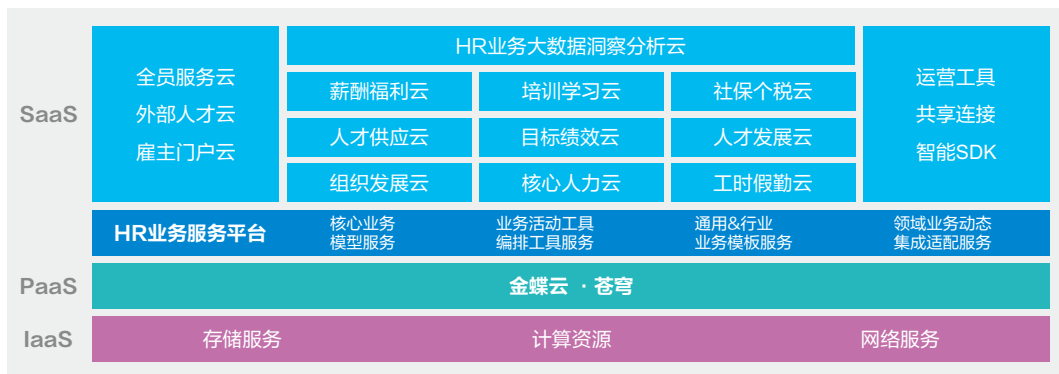 SaaS
全员服务云
外部人才云
雇主门户云
HR业务大数据洞察分析云
薪酬福利云
培训学习云
社保个税云
人才供应云
目标绩效云
人才发展云
组织发展云
核心人力云
工时假勤云
运营工具
共享连接
智能SDK
HR业务服务平台
核心业务
模型服务
业务活动工具
编排工具服务
通用&行业
业务模板服务
领域业务动态
集成适配服务
PaaS
金蝶云 · 苍穹
IaaS
存储服务
计算资源
网络服务